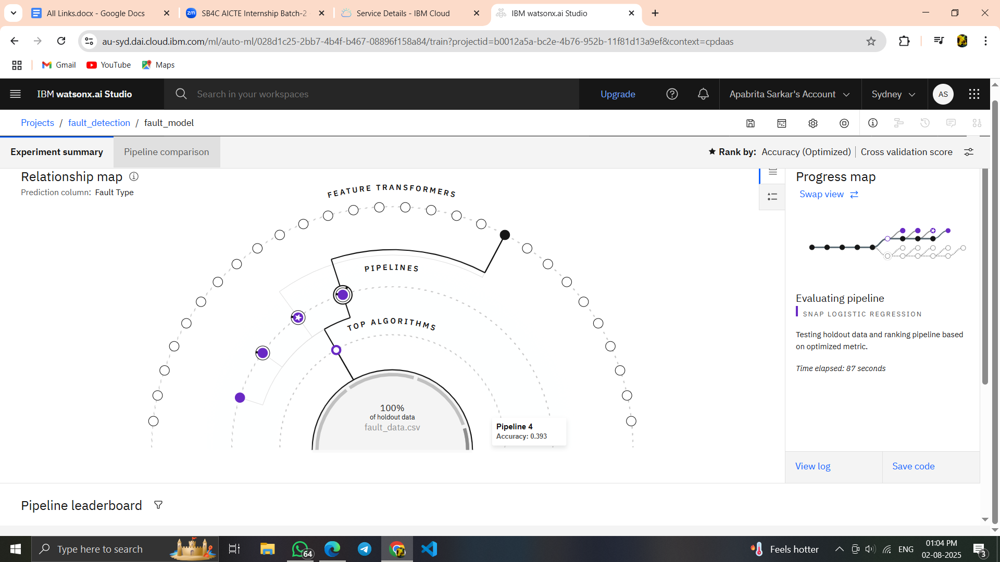 All Links.docx - Google Docs
SB4C AICTE Internship Batch-2
Service Details - IBM Cloud
IBM watsonx.ai Studio
au-syd.dai.cloud.ibm.com/ml/auto-ml/028d1c25-2bb7-4b4f-b467-08896f158a84/train?projectid=b0012a5a-bc2e-4b76-952b-11f81d13a9ef&context=cpdaas
Gmail
YouTube
Maps
IBM watsonx.ai Studio
Search in your workspaces
Upgrade
Apabrita Sarkar's Account
Sydney
AS
Projects / fault_detection / fault_model
Experiment summary
Pipeline comparison
Rank by: Accuracy (Optimized) | Cross validation score
Relationship map
Prediction column: Fault Type
FEATURE TRANSFORMERS
PIPELINES
TOP ALGORITHMS
100%
of holdout data
fault_data.csv
Pipeline 4
Accuracy: 0.393
Progress map
Swap view
Evaluating pipeline
SNAP LOGISTIC REGRESSION
Testing holdout data and ranking pipeline based
on optimized metric.
Time elapsed: 87 seconds
View log
Save code
Pipeline leaderboard
Type here to search
64
Feels hotter
ENG
01:04 PM
02-08-2025
3